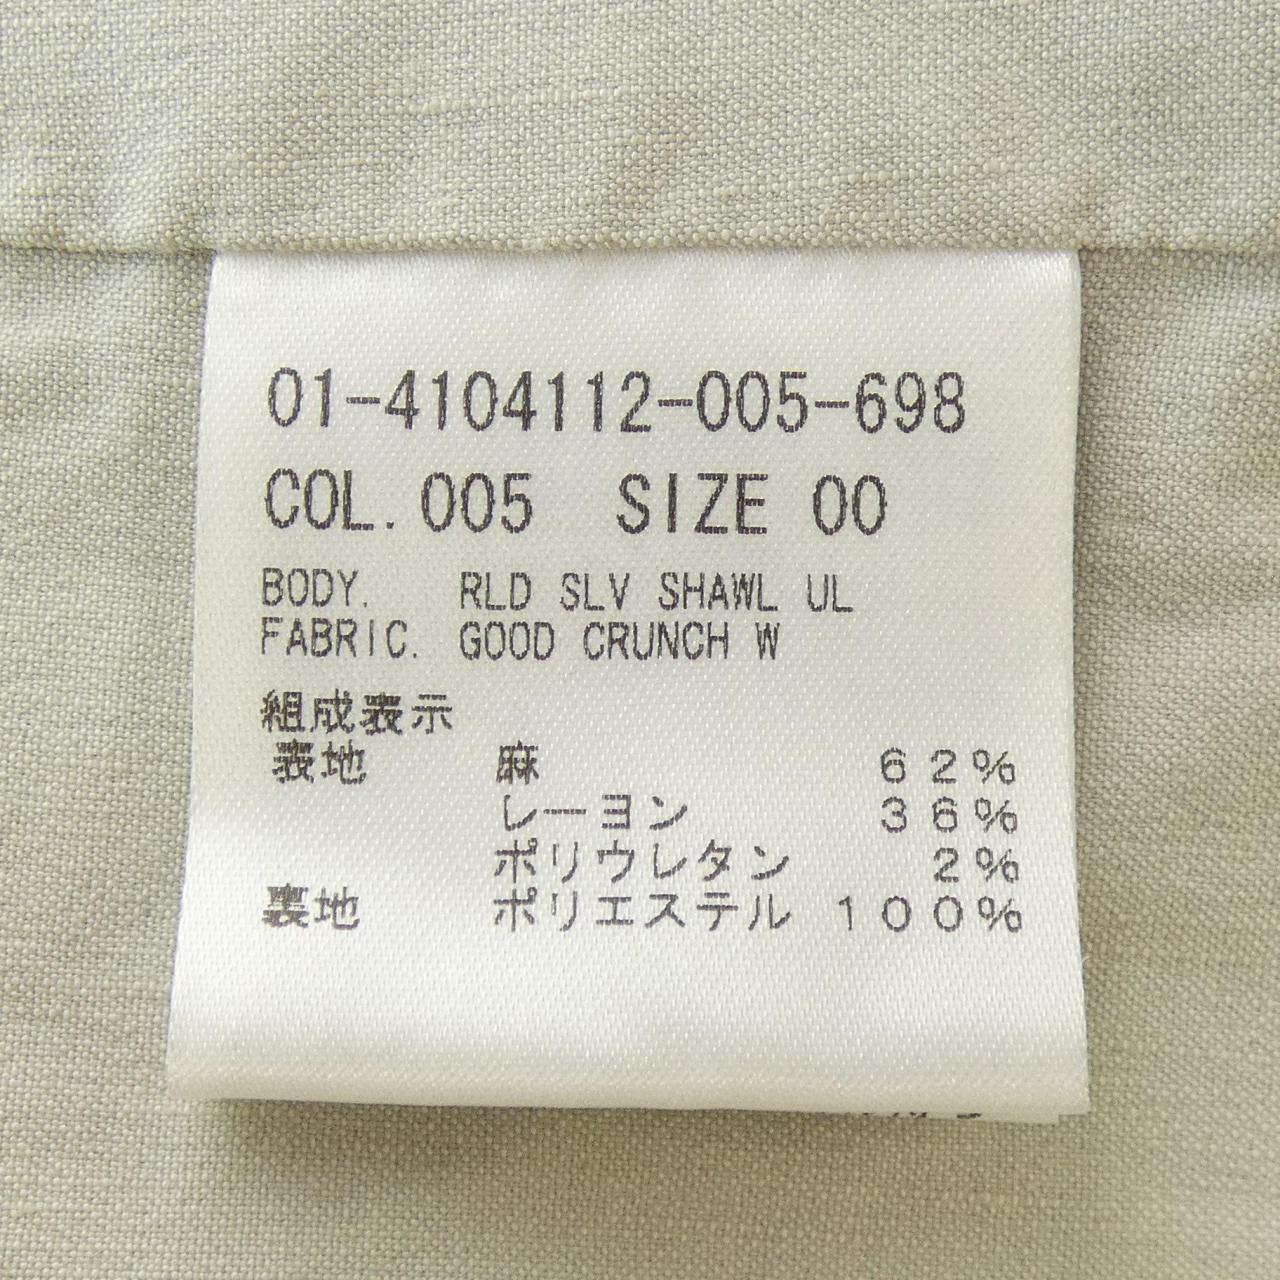 01-4104112-005-698
COL. 005 SIZE 00
BODY. RLD SLV SHAWL UL
FABRIC. GOOD CRUNCH W
組成表示
表地 麻 62%
レーヨン 36%
ポリウレタン 2%
裏地 ポリエステル 100%